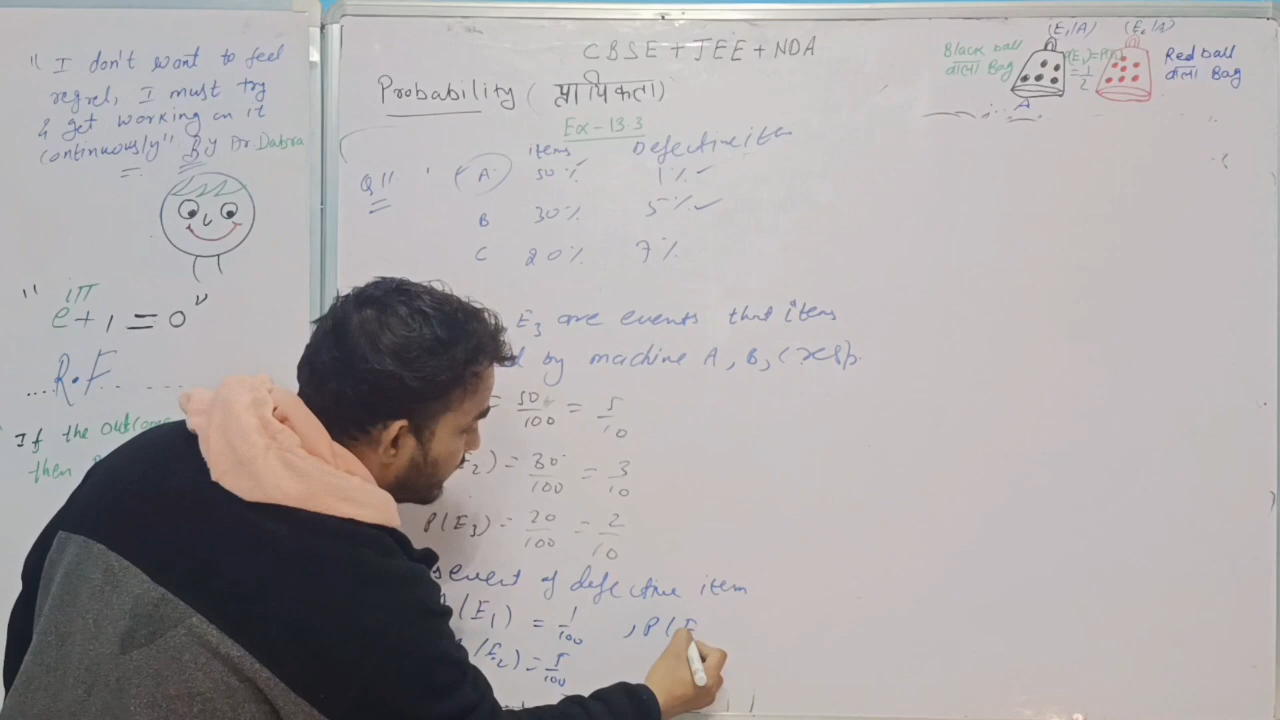 " I don't want to feel
regret, I must try
& get working on it
continuously" By Dr. Dabra
" e^iπ + 1 = 0 "
R.F
If the outcome
then
CBSE + JEE + NDA
Probability ( प्रायिकता )
Ex - 13.3
items Defective item
Q11 A 50% 1%
B 30% 5%
C 20% 7%
E3 are events that items
d by machine A, B, (resp.
= 50/100 = 5/10
2) = 30/100 = 3/10
P(E3) = 20/100 = 2/10
event of defective item
/E1) = 1/100 , P(E
/E2) = 5/100
(E1/A)
Black ball
वाला Bag
= 1/2
A
Red ball
वाला Bag